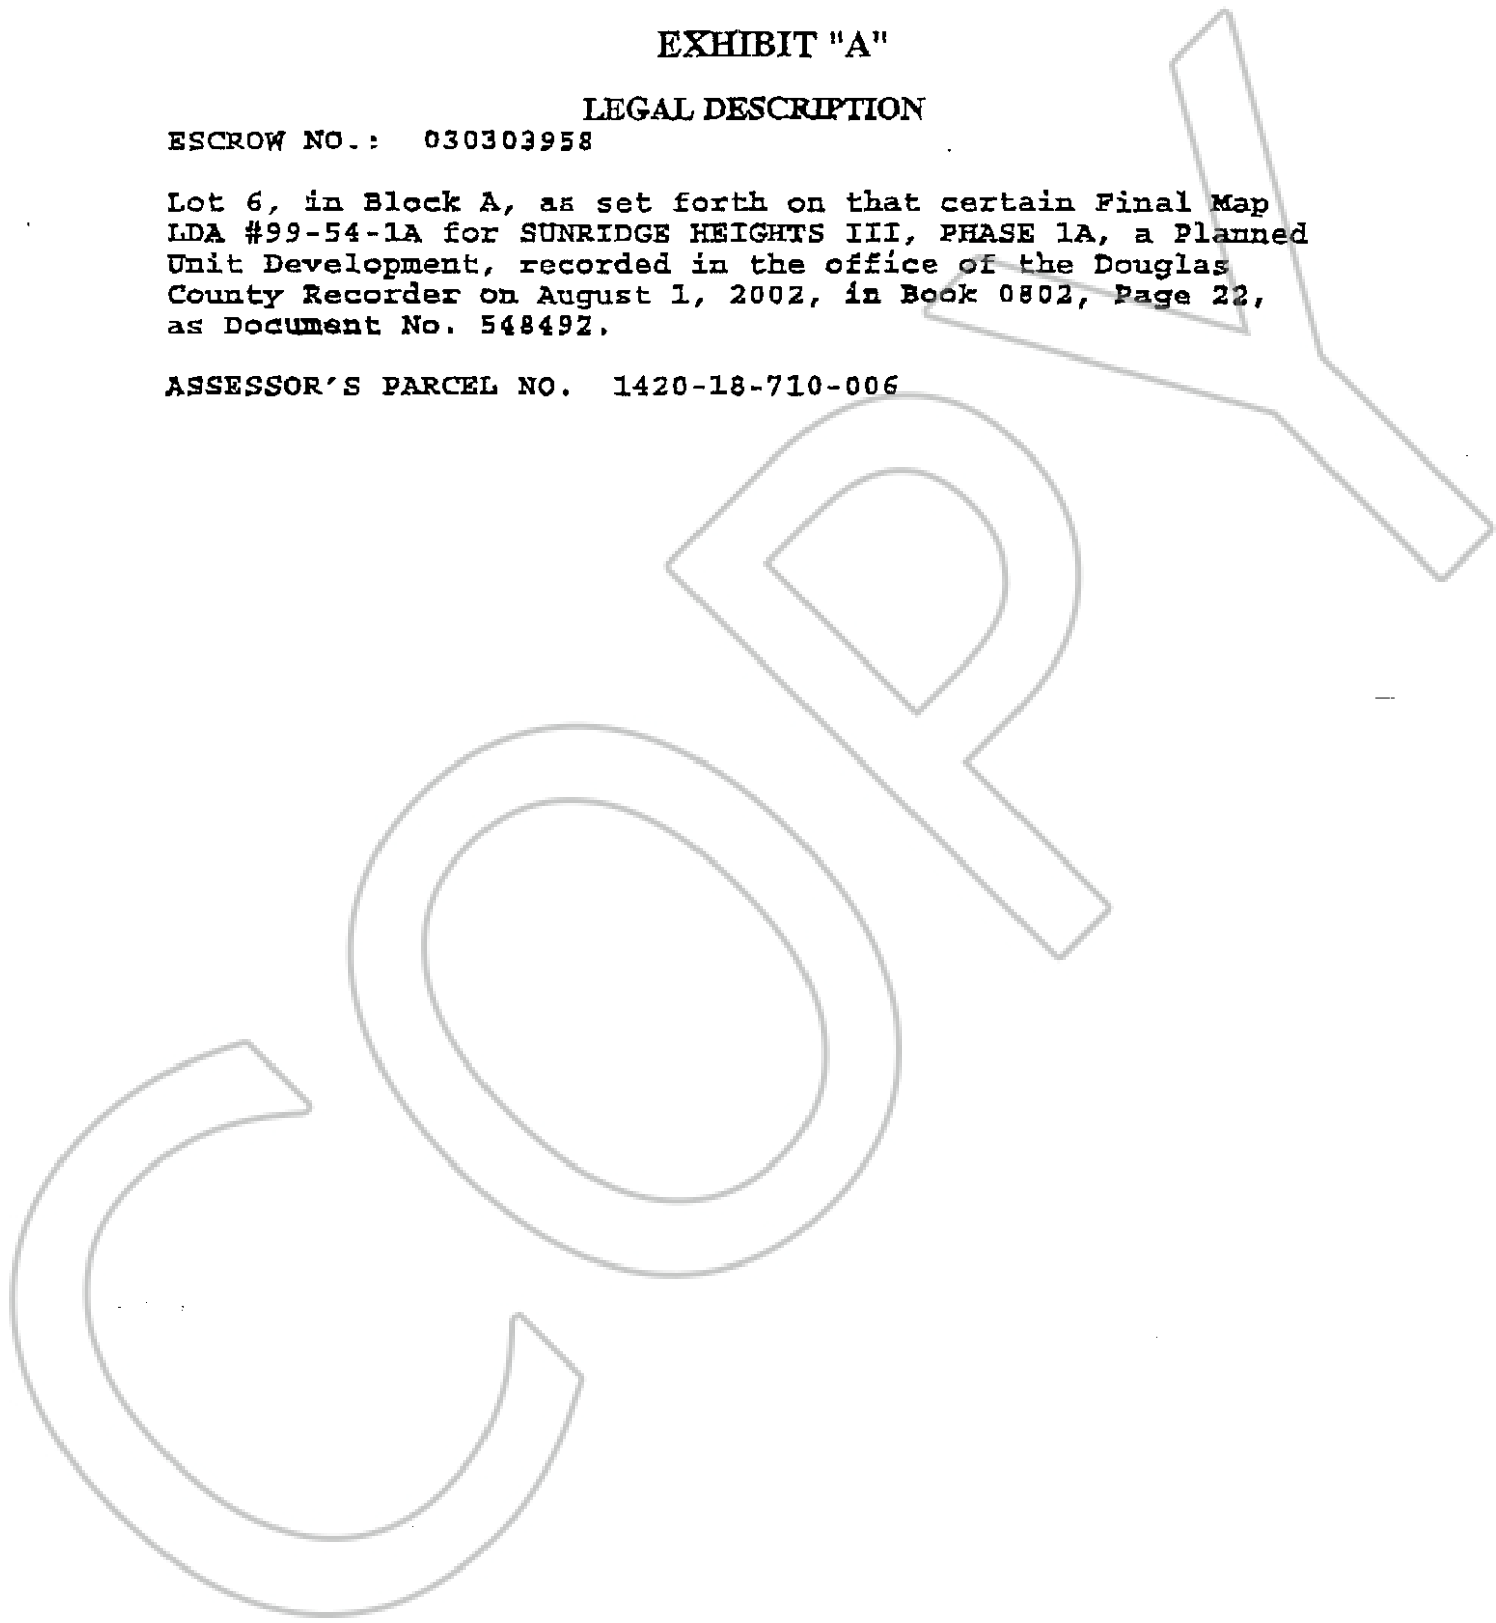 EXHIBIT "A"
LEGAL DESCRIPTION
ESCROW NO.: 030303958
Lot 6, in Block A, as set forth on that certain Final Map
LDA #99-54-1A for SUNRIDGE HEIGHTS III, PHASE 1A, a Planned
Unit Development, recorded in the office of the Douglas
County Recorder on August 1, 2002, in Book 0802, Page 22,
as Document No. 548492.
ASSESSOR'S PARCEL NO. 1420-18-710-006
COPY